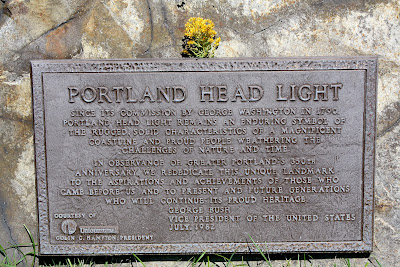 PORTLAND HEAD LIGHT
SINCE ITS COMMISSION BY GEORGE WASHINGTON IN 1790,
PORTLAND HEAD LIGHT REMAINS AN ENDURING SYMBOL OF
THE RUGGED, SOLID CHARACTERISTICS OF A MAGNIFICENT
COASTLINE AND PROUD PEOPLE WEATHERING THE
CHALLENGES OF NATURE AND TIME.
IN OBSERVANCE OF GREATER PORTLAND'S 350TH
ANNIVERSARY, WE REDEDICATE THIS UNIQUE LANDMARK
TO THE ASPIRATIONS AND ACHIEVEMENTS OF THOSE WHO
CAME BEFORE US AND TO PRESENT AND FUTURE GENERATIONS
WHO WILL CONTINUE ITS PROUD HERITAGE.
GEORGE BUSH
VICE PRESIDENT OF THE UNITED STATES
JULY, 1982
COURTESY OF
Unionmutual
COLIN C. HAMPTON, PRESIDENT